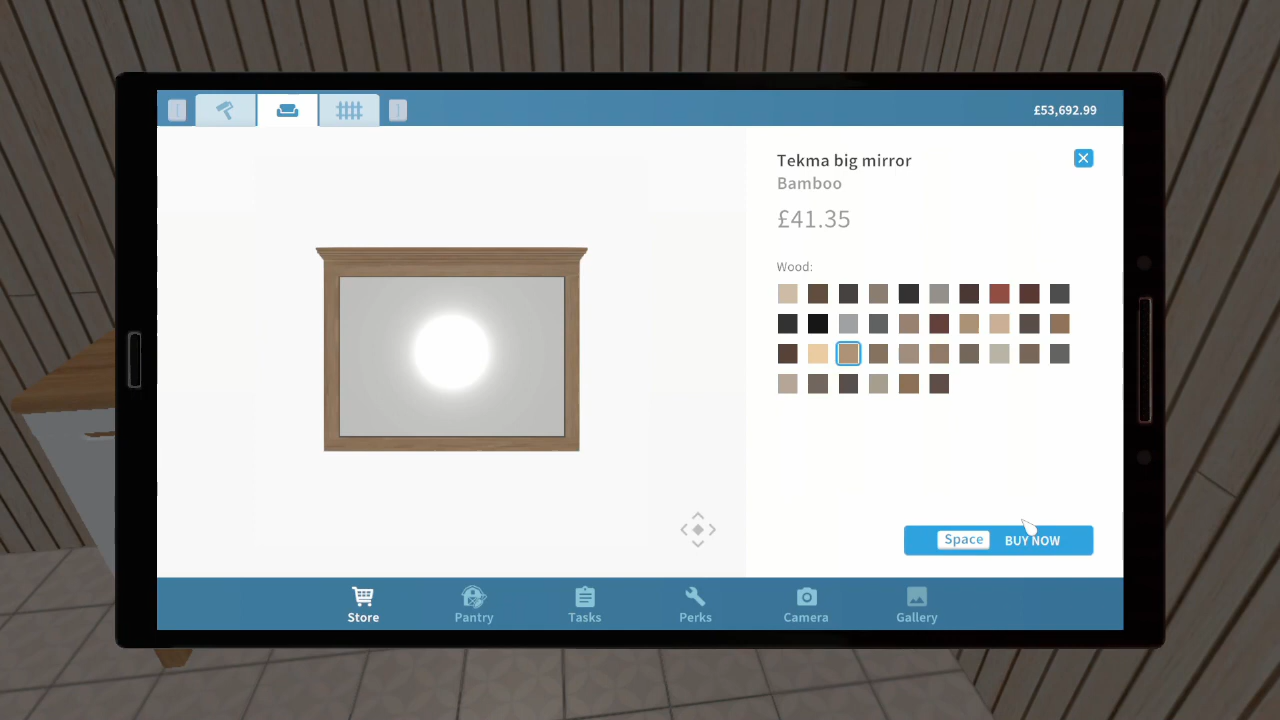 £53,692.99
Tekma big mirror
Bamboo
£41.35
Wood:
Space BUY NOW
Store Pantry Tasks Perks Camera Gallery